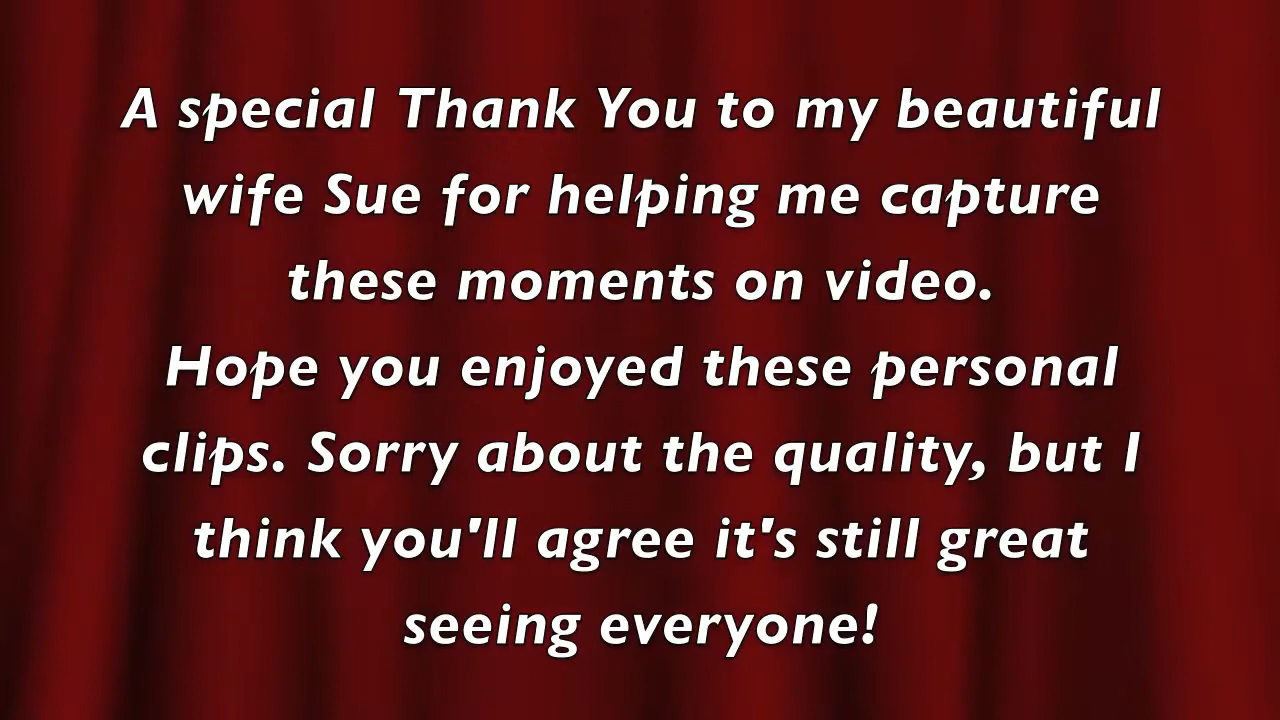 A special Thank You to my beautiful
wife Sue for helping me capture
these moments on video.
Hope you enjoyed these personal
clips. Sorry about the quality, but I
think you'll agree it's still great
seeing everyone!